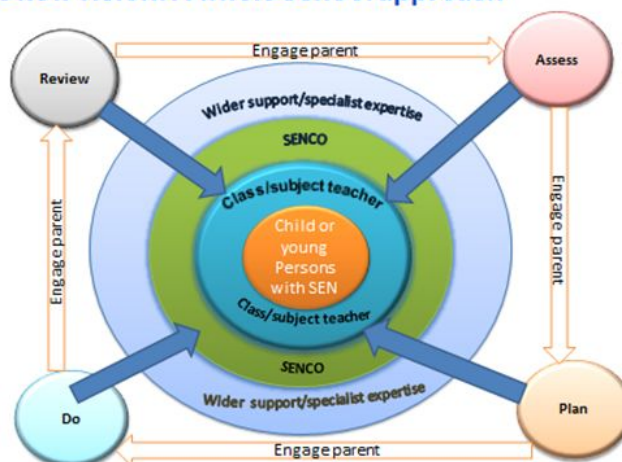 approach
Engage parent
Review
Assess
Wider support/specialist expertise
SENCO
Class/subject teacher
Child or
young
Persons
with SEN
Class/subject teacher
SENCO
Wider support/specialist expertise
Engage parent
Engage parent
Do
Plan
Engage parent